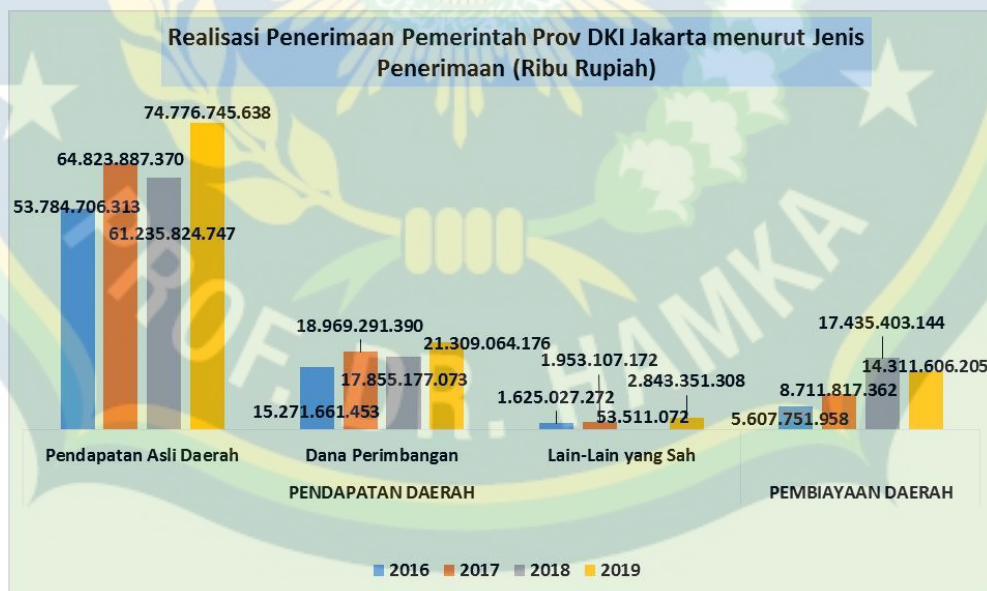 Realisasi Penerimaan Pemerintah Prov DKI Jakarta menurut Jenis
Penerimaan (Ribu Rupiah)
74.776.745.638
64.823.887.370
53.784.706.313
61.235.824.747
18.969.291.390
21.309.064.176
17.855.177.073
15.271.661.453
1.953.107.172
2.843.351.308
1.625.027.272
53.511.072
17.435.403.144
14.311.606.205
8.711.817.362
5.607.751.958
Pendapatan Asli Daerah
Dana Perimbangan
Lain-Lain yang Sah
PENDAPATAN DAERAH
PEMBIAYAAN DAERAH
2016 2017 2018 2019
PROF. DR. HAMKA